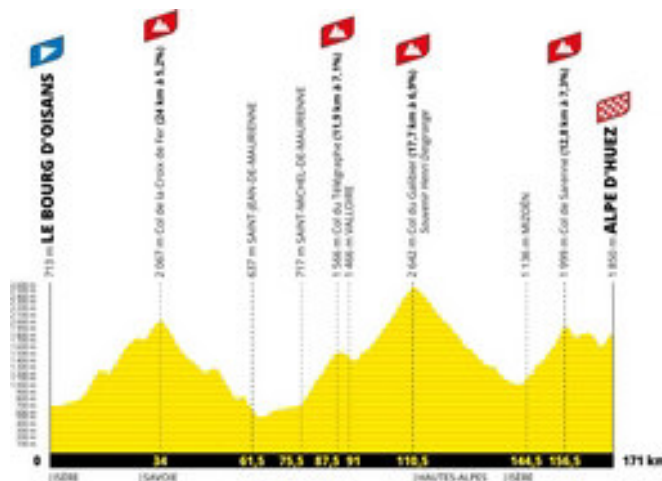 713 m LE BOURG D'OISANS
2 067 m Col de la Croix de Fer (24 km à 5,2%)
637 m SAINT-JEAN-DE-MAURIENNE
717 m SAINT-MICHEL-DE-MAURIENNE
1 566 m Col du Télégraphe (11,9 km à 7,1%)
1 466 m VALLOIRE
2 642 m Col du Galibier (17,7 km à 6,9%)
Souvenir Henri Desgrange
1 136 m MIZOËN
1 999 m Col de Sarenne (12,8 km à 7,3%)
1 850 m ALPE D'HUEZ
0 34 61,5 75,5 87,5 91 110,5 144,5 156,5 171 km
ISÈRE SAVOIE HAUTES-ALPES ISÈRE